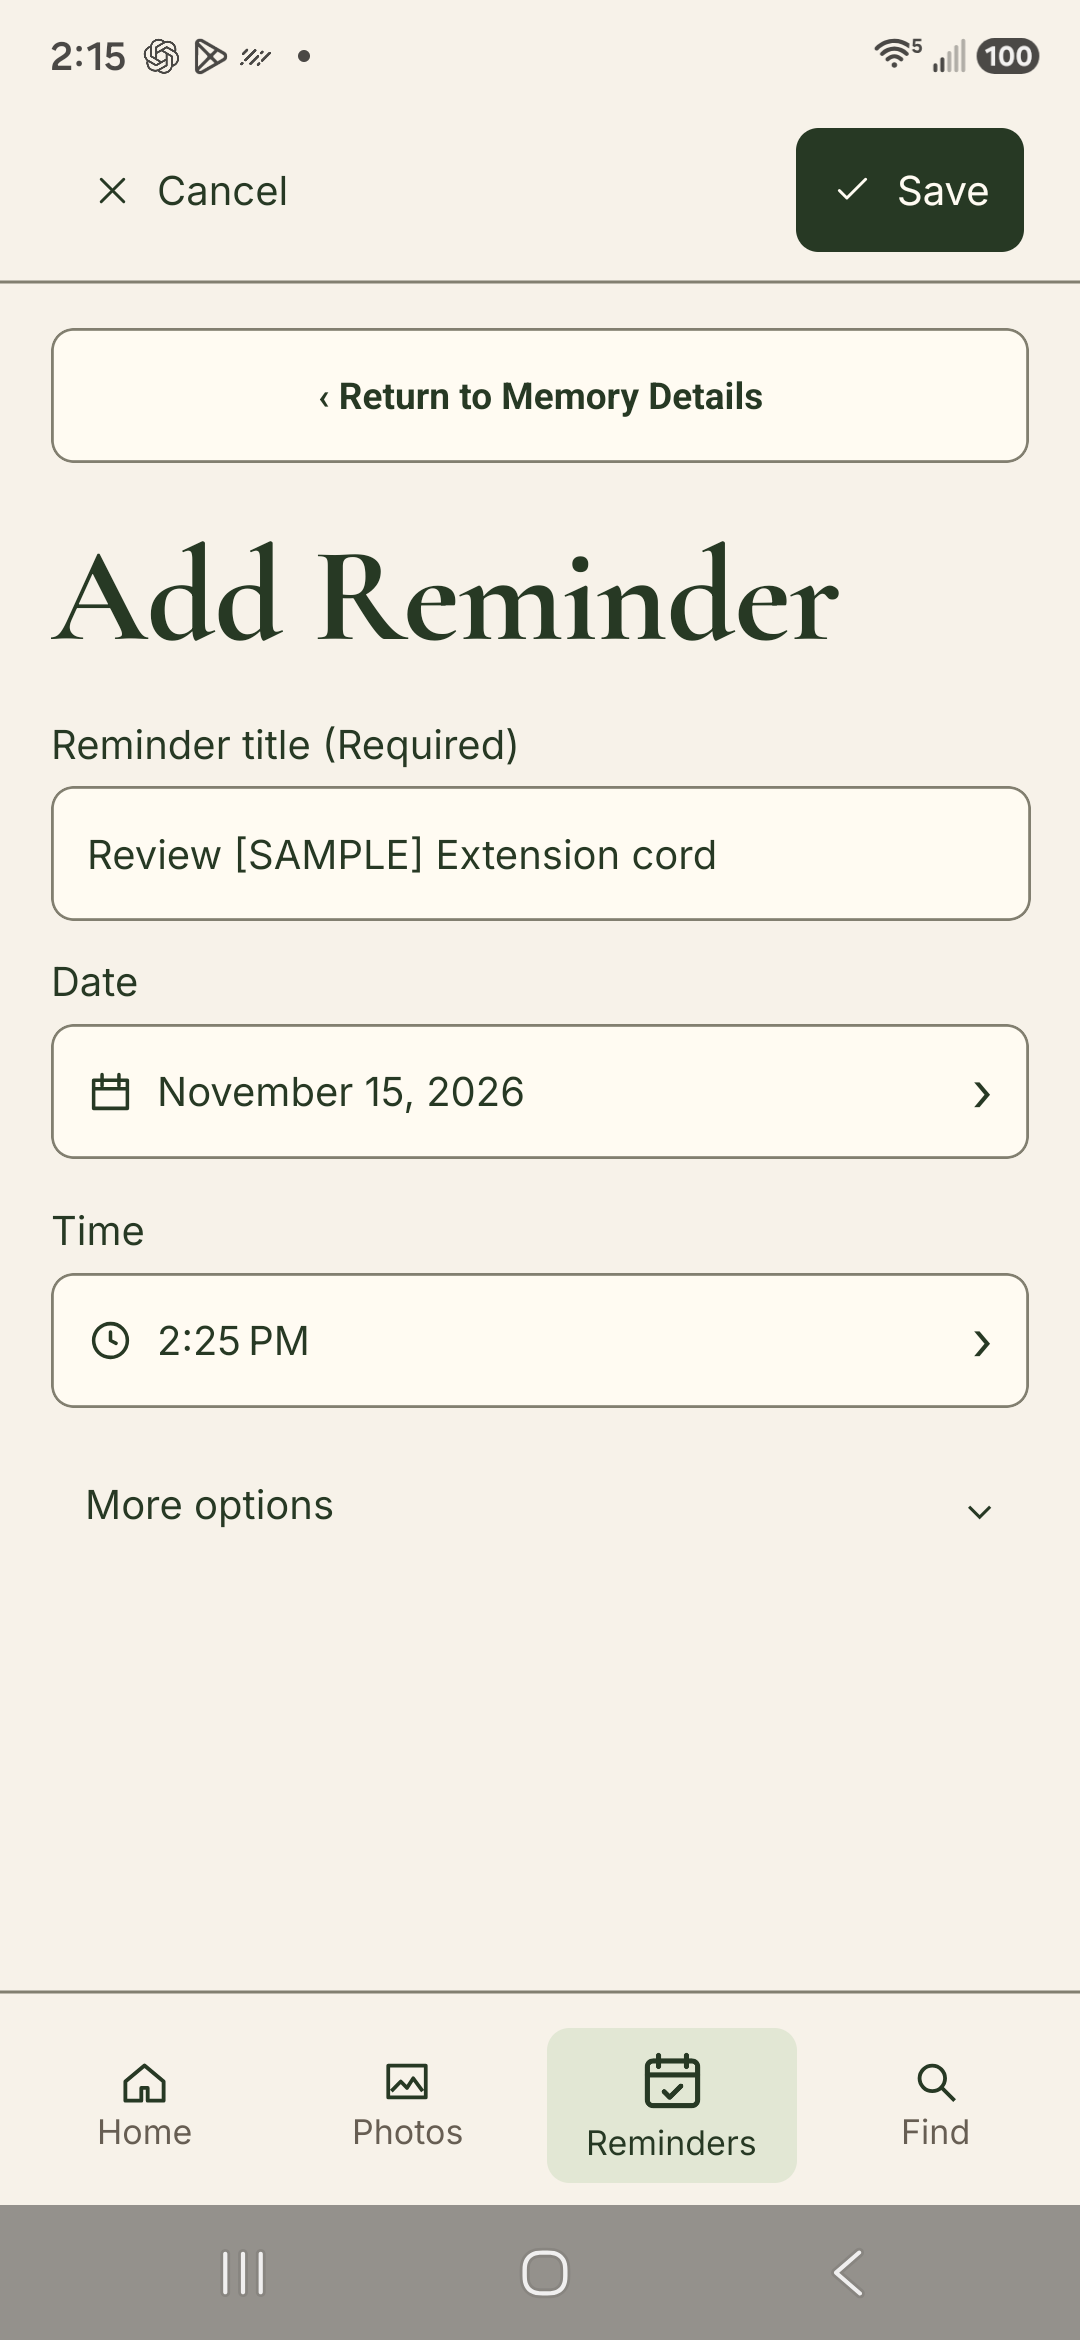 2:15
5
100
Cancel
Save
‹ Return to Memory Details
Add Reminder
Reminder title (Required)
Review [SAMPLE] Extension cord
Date
November 15, 2026
Time
2:25 PM
More options
Home
Photos
Reminders
Find